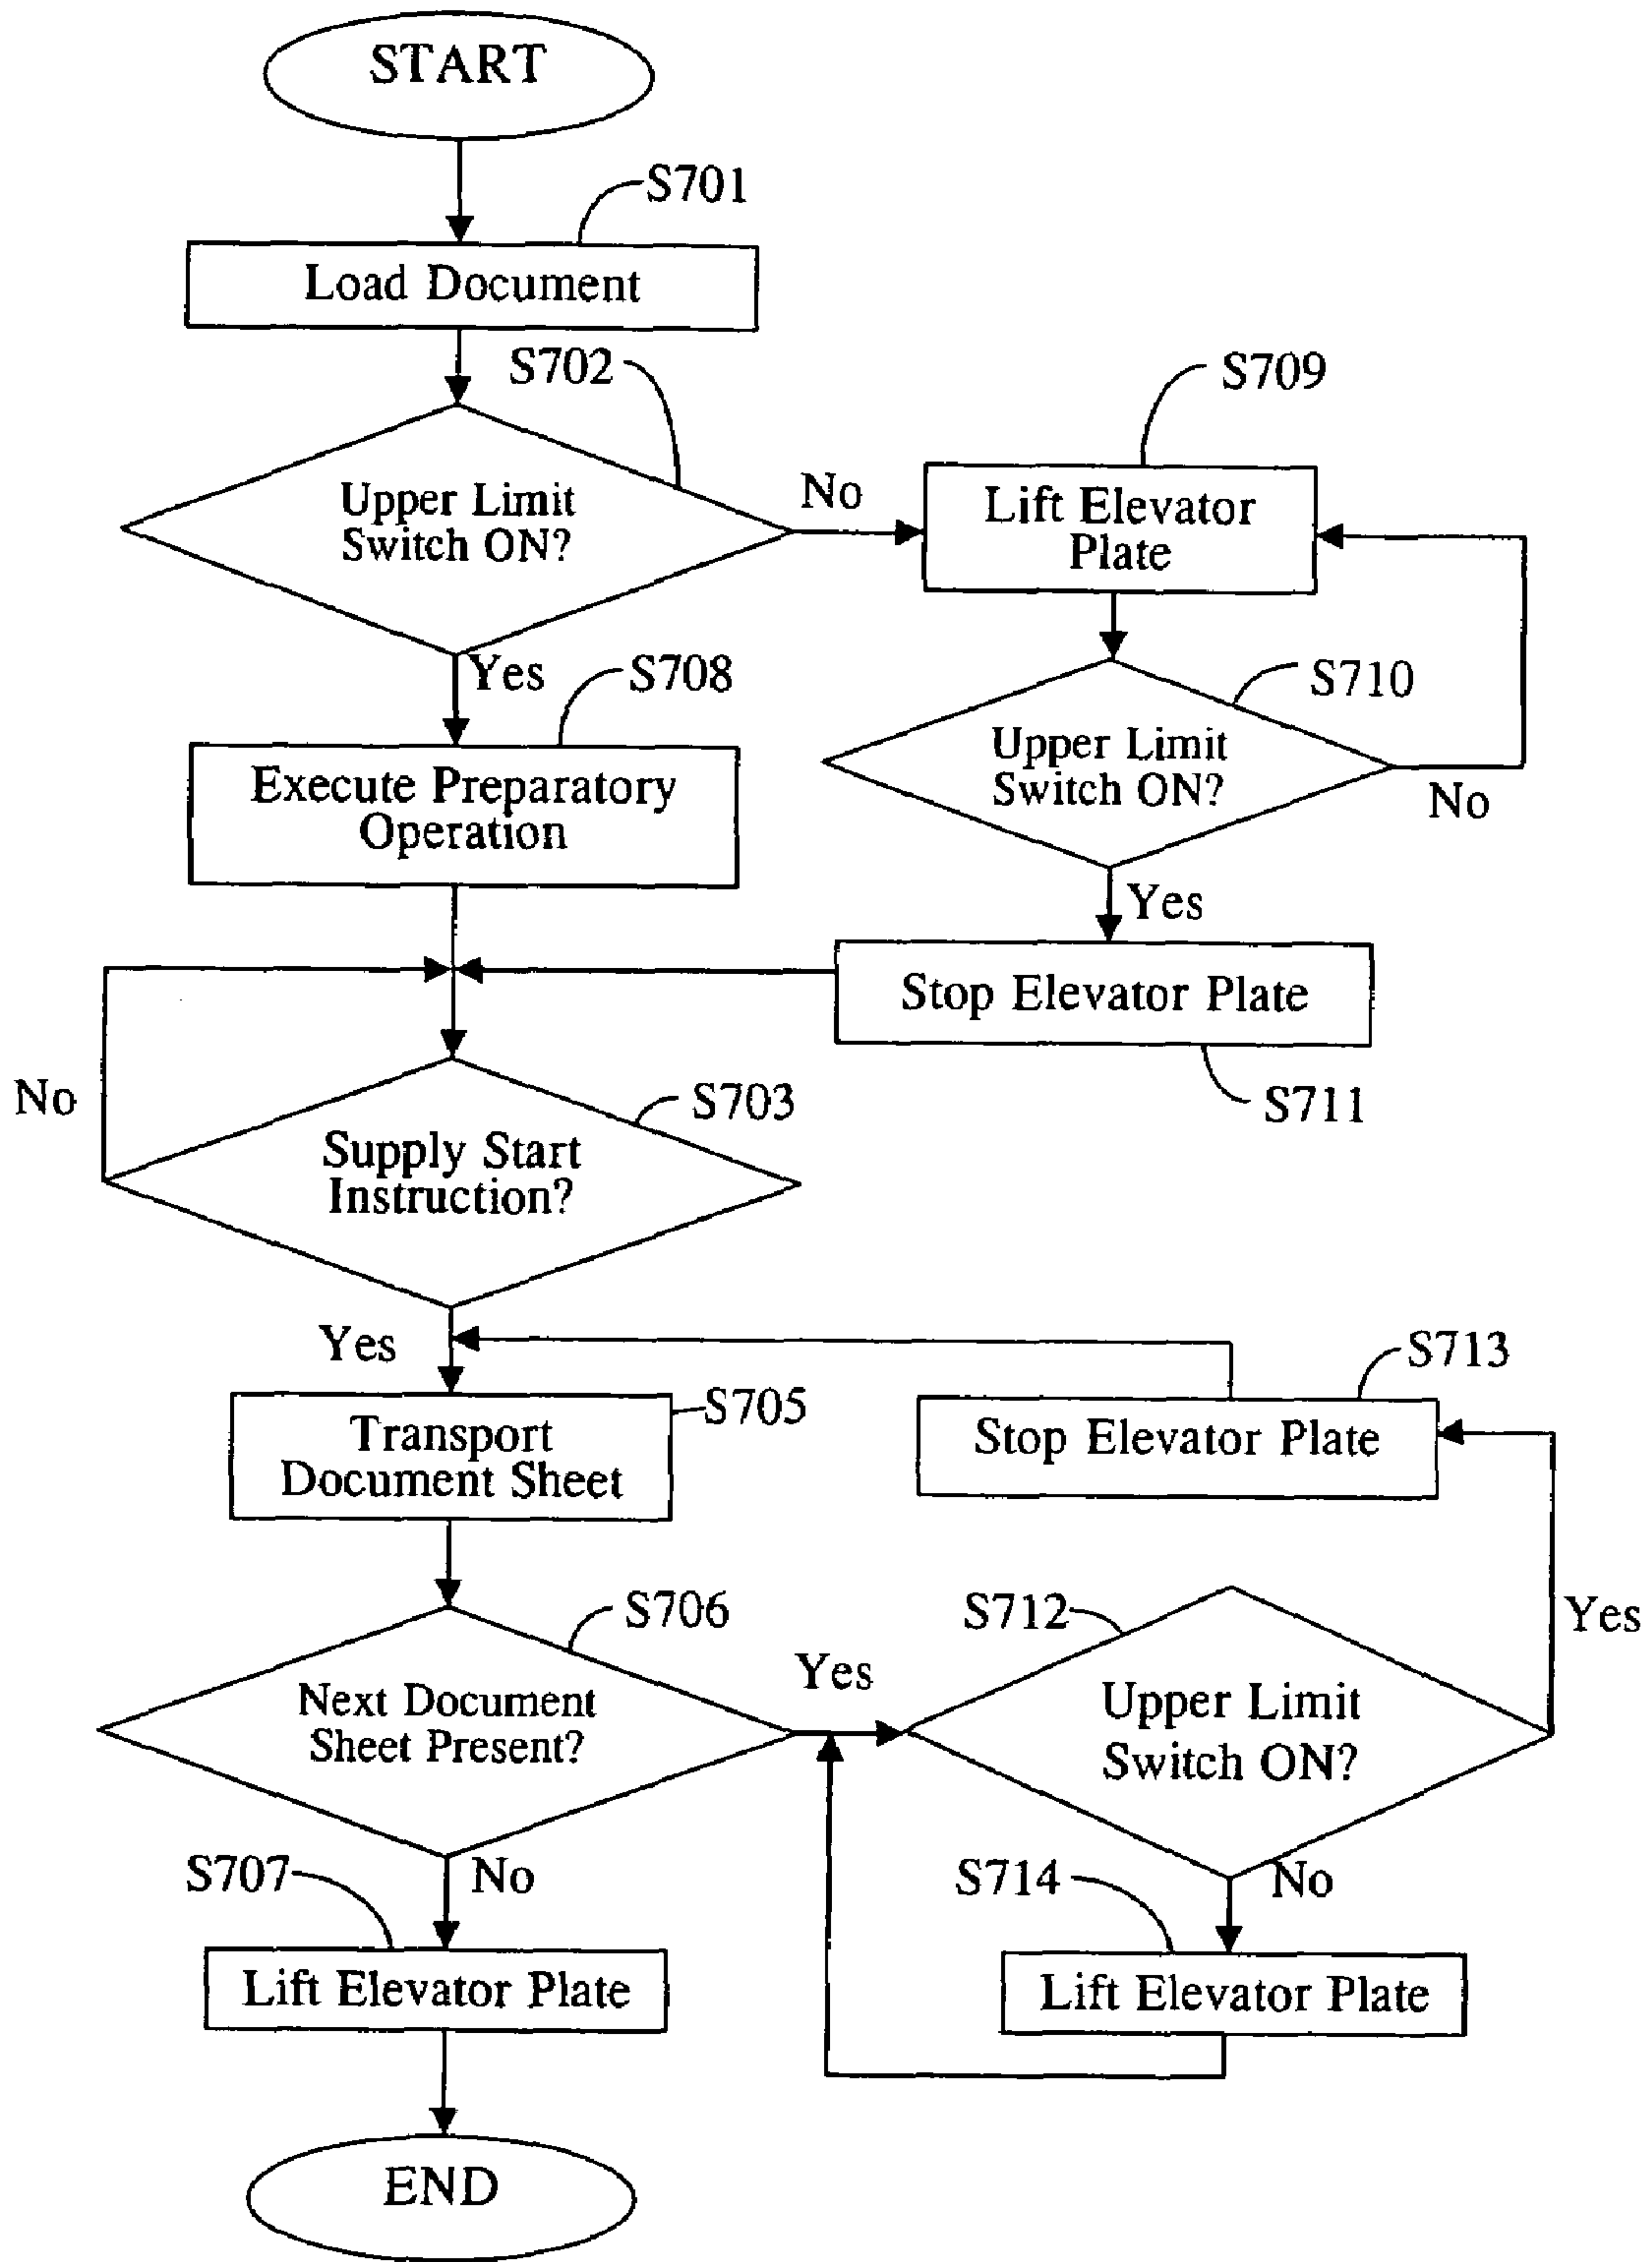 START
S701
Load Document
S702
S709
Upper Limit
Switch ON?
No
Lift Elevator
Plate
Yes
S708
S710
Execute Preparatory
Operation
Upper Limit
Switch ON?
No
Yes
Stop Elevator Plate
S711
No
S703
Supply Start
Instruction?
Yes
S713
S705
Transport
Document Sheet
Stop Elevator Plate
S706
S712
Yes
Yes
Next Document
Sheet Present?
Upper Limit
Switch ON?
S707
No
S714
No
Lift Elevator Plate
Lift Elevator Plate
END